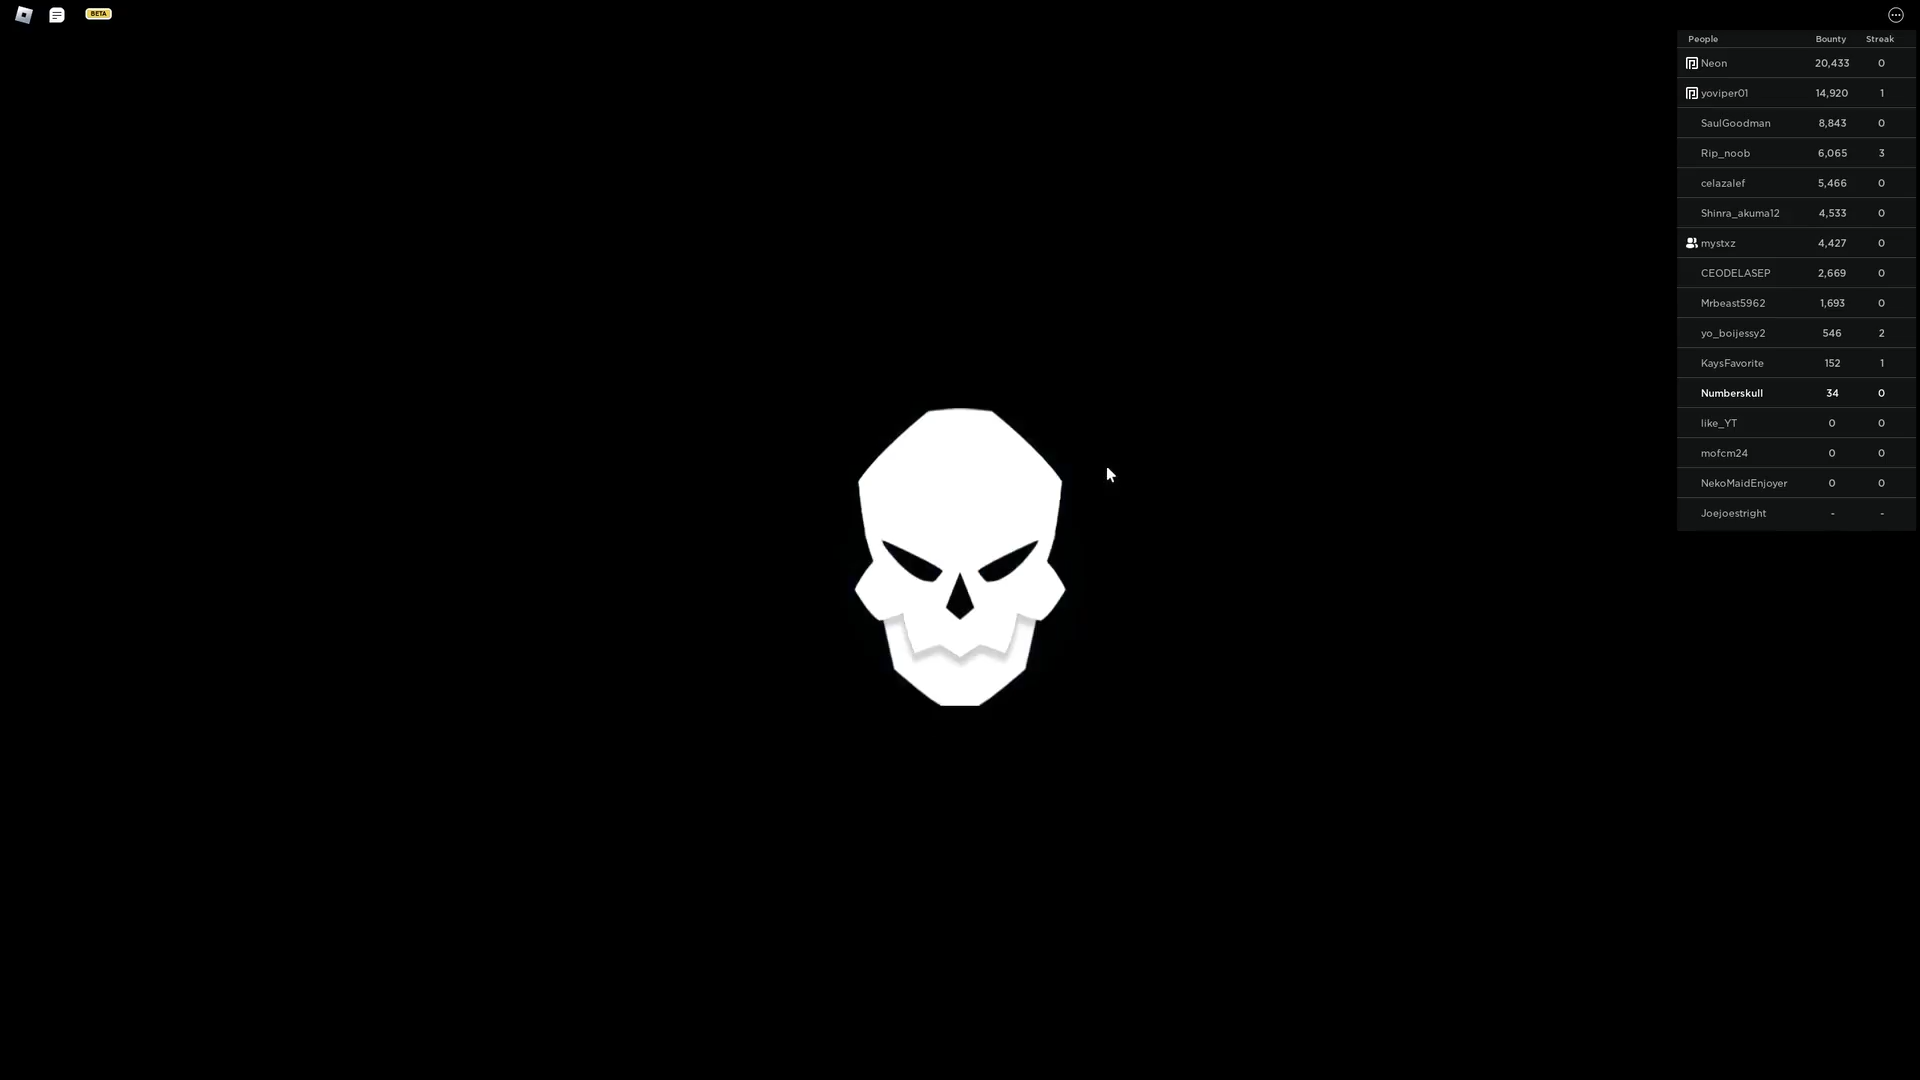 BETA
People Bounty Streak
Neon 20,433 0
yoviper01 14,920 1
SaulGoodman 8,843 0
Rip_noob 6,065 3
celazalef 5,466 0
Shinra_akuma12 4,533 0
mystxz 4,427 0
CEODELASEP 2,669 0
Mrbeast5962 1,693 0
yo_boijessy2 546 2
KaysFavorite 152 1
Numberskull 34 0
like_YT 0 0
mofcm24 0 0
NekoMaidEnjoyer 0 0
Joejoestright - -